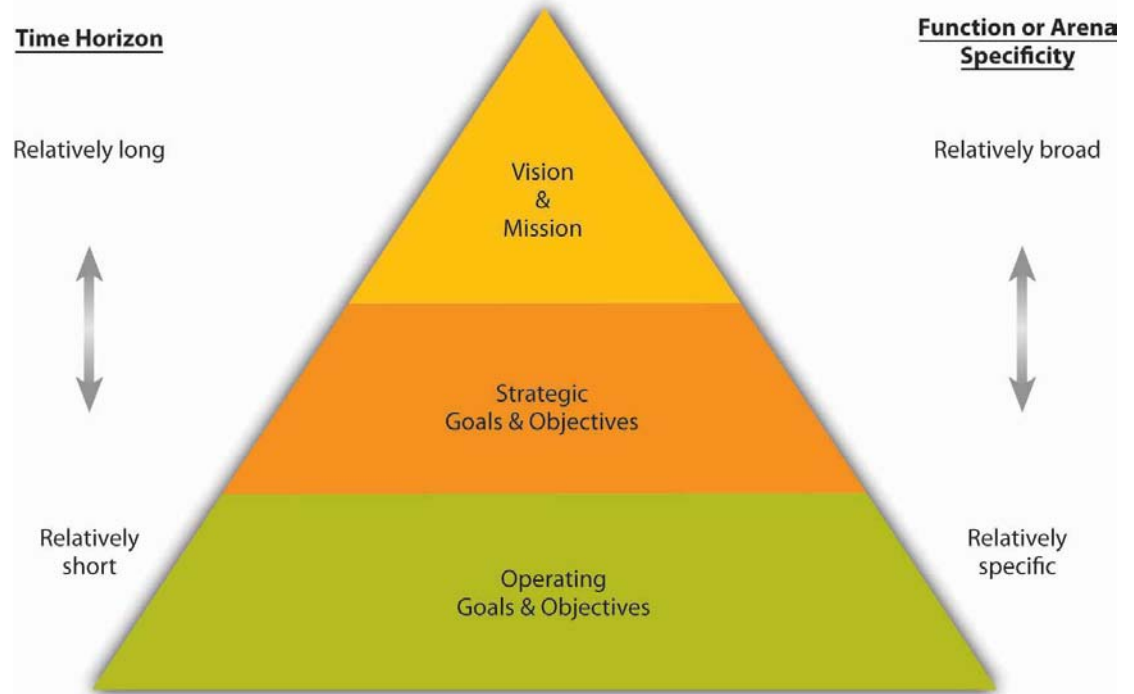 Time Horizon
Function or Arena
Specificity
Relatively long
Relatively broad
Vision
&
Mission
Strategic
Goals & Objectives
Relatively
short
Relatively
specific
Operating
Goals & Objectives